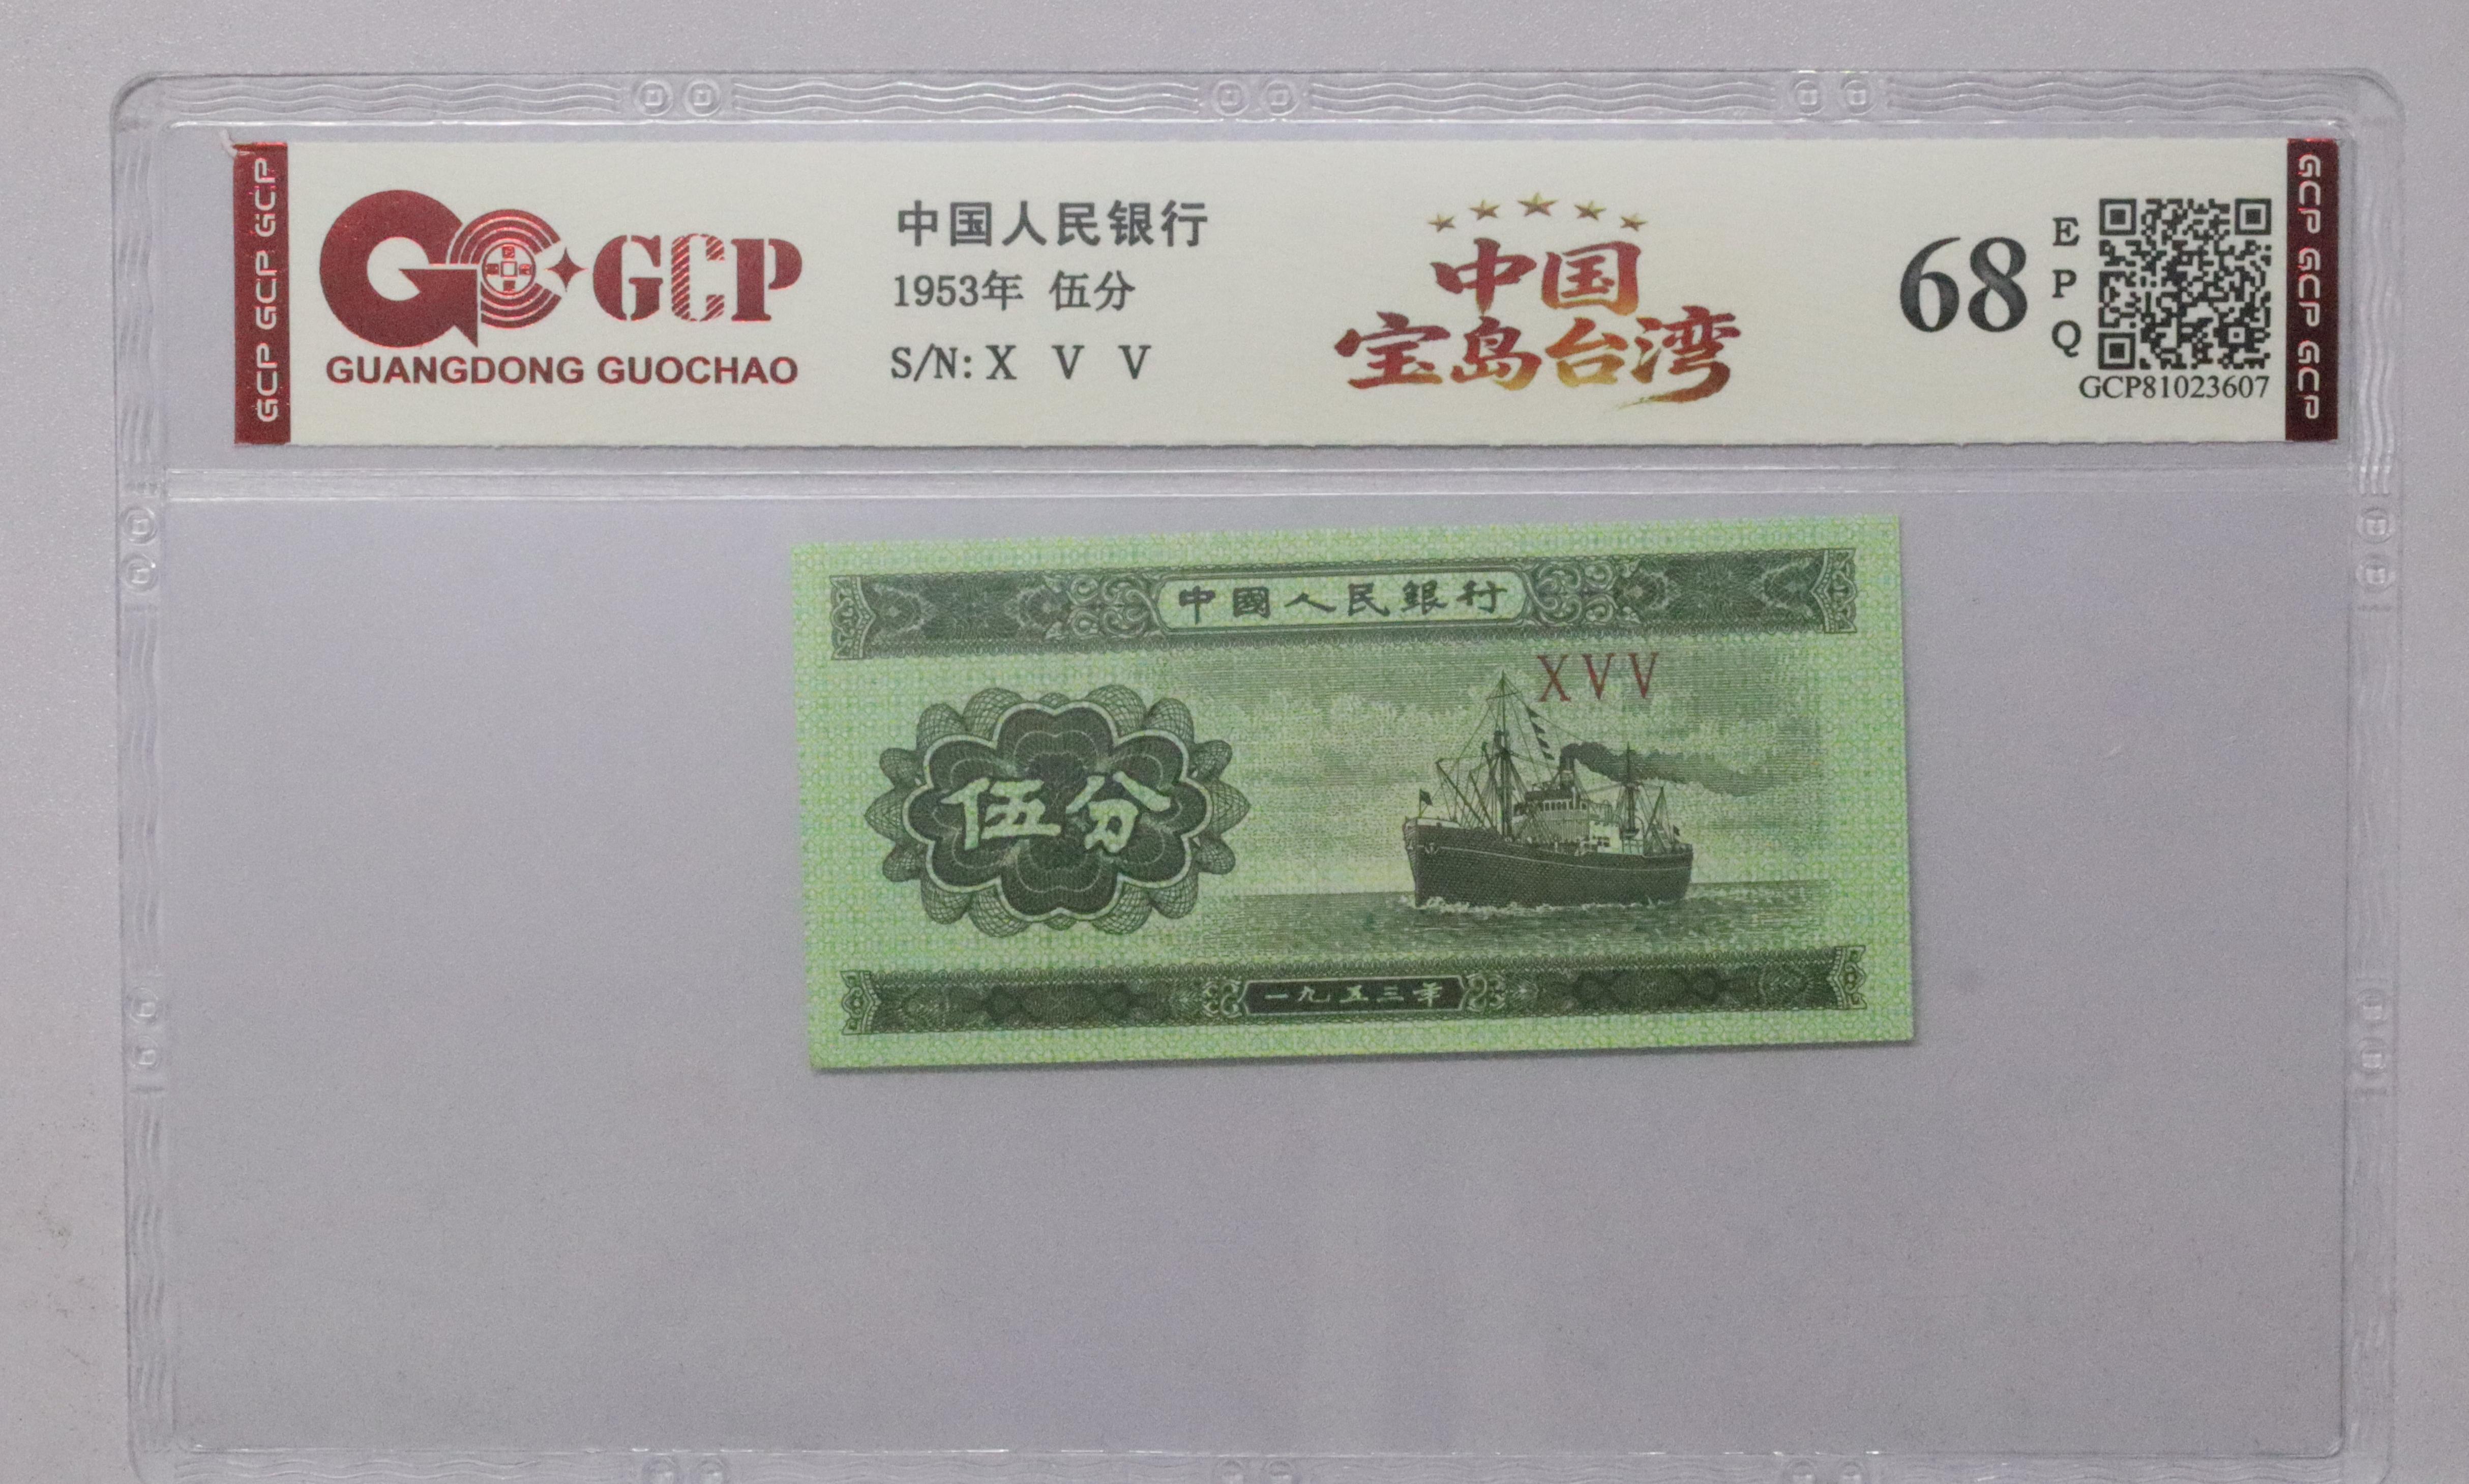 GCP GCP GCP
GCP
GUANGDONG GUOCHAO
中国人民银行
1953年 伍分
S/N: X V V
中国
宝岛台湾
68
E
P
Q
GCP81023607
GCP GCP GCP
中國人民銀行
XVV
伍分
一九五三年